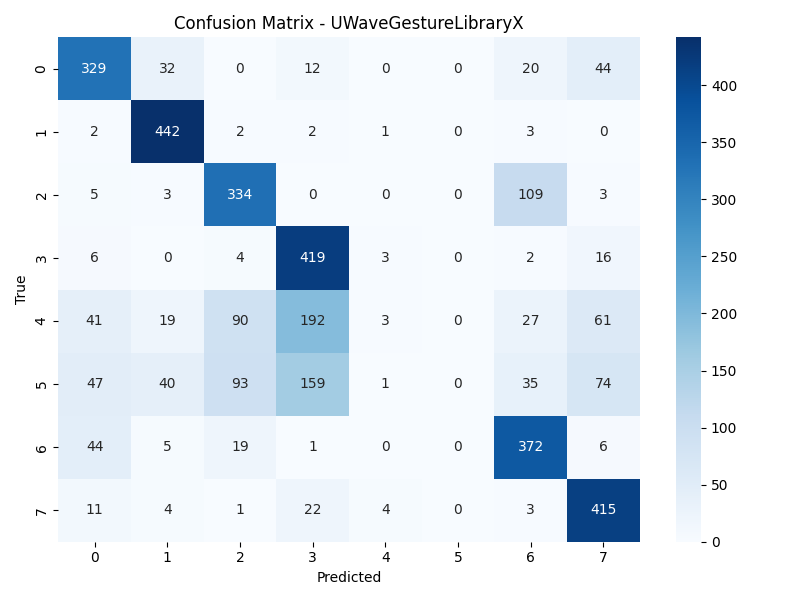 Confusion Matrix - UWaveGestureLibraryX
0 329 32 0 12 0 0 20 44
1 2 442 2 2 1 0 3 0
2 5 3 334 0 0 0 109 3
3 6 0 4 419 3 0 2 16
4 41 19 90 192 3 0 27 61
5 47 40 93 159 1 0 35 74
6 44 5 19 1 0 0 372 6
7 11 4 1 22 4 0 3 415
0 1 2 3 4 5 6 7
True
Predicted
400
350
300
250
200
150
100
50
0